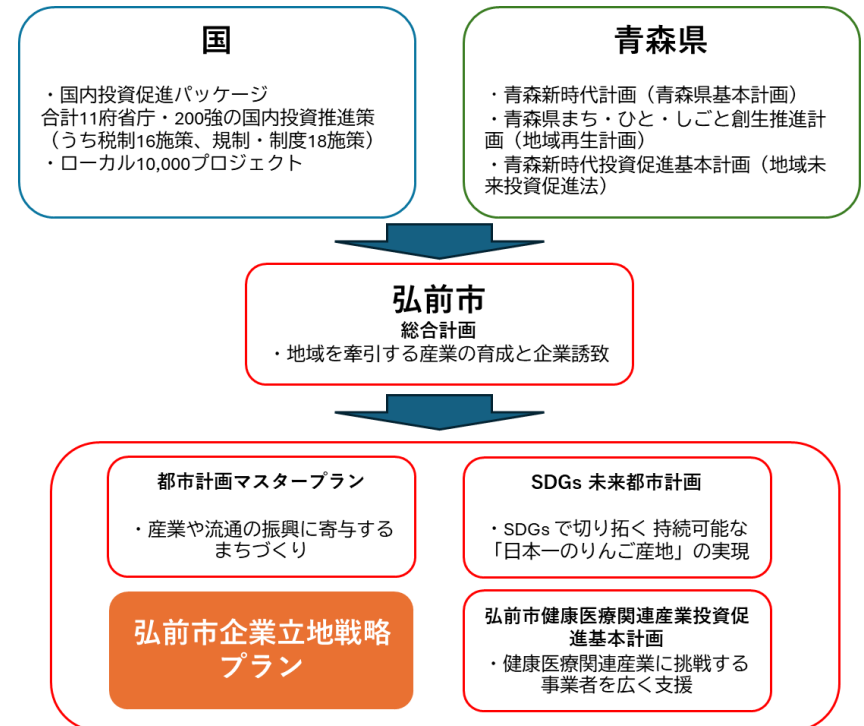 国
・国内投資促進パッケージ
合計11府省庁・200強の国内投資推進策
（うち税制16施策、規制・制度18施策）
・ローカル10,000プロジェクト
青森県
・青森新時代計画（青森県基本計画）
・青森県まち・ひと・しごと創生推進計
画（地域再生計画）
・青森新時代投資促進基本計画（地域未
来投資促進法）
弘前市
総合計画
・地域を牽引する産業の育成と企業誘致
都市計画マスタープラン
・産業や流通の振興に寄与する
まちづくり
SDGs 未来都市計画
・SDGs で切り拓く 持続可能な
「日本一のりんご産地」の実現
弘前市企業立地戦略
プラン
弘前市健康医療関連産業投資促
進基本計画
・健康医療関連産業に挑戦する
事業者を広く支援